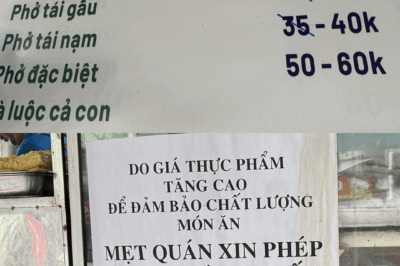 Phở tái gầu
35 - 40k
Phở tái nạm
Phở đặc biệt
50 - 60k
luộc cả con
DO GIÁ THỰC PHẨM
TĂNG CAO
ĐỂ ĐẢM BẢO CHẤT LƯỢNG
MÓN ĂN
MẸT QUÁN XIN PHÉP